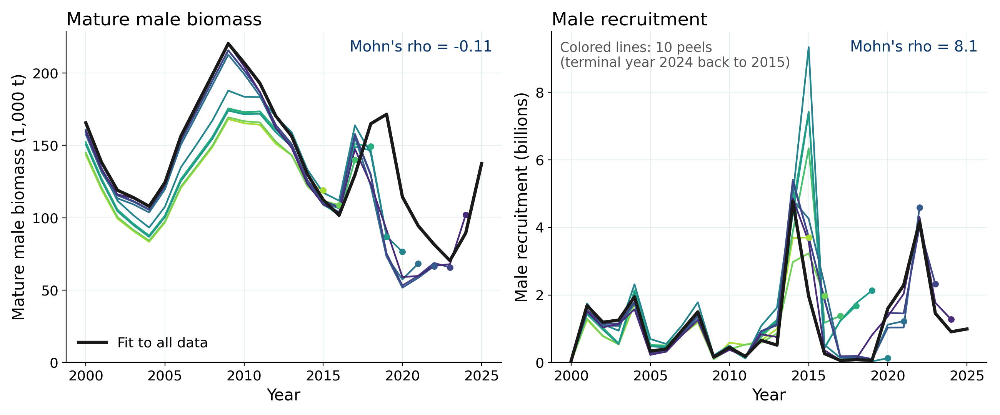 Mature male biomass
Mohn's rho = -0.11
Mature male biomass (1,000 t)
200
150
100
50
0
Fit to all data
2000 2005 2010 2015 2020 2025
Year
Male recruitment
Colored lines: 10 peels
(terminal year 2024 back to 2015)
Mohn's rho = 8.1
Male recruitment (billions)
8
6
4
2
0
2000 2005 2010 2015 2020 2025
Year